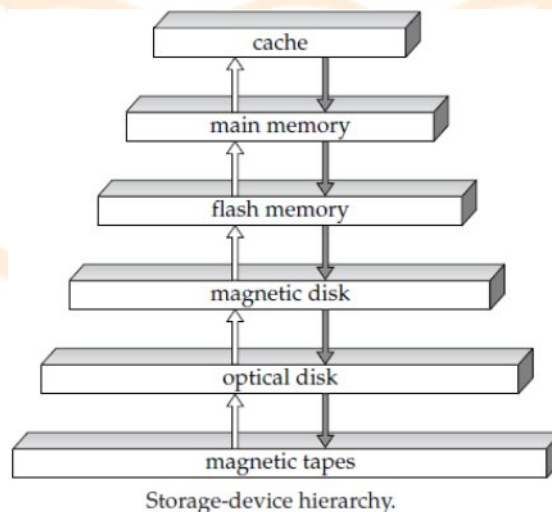 cache
main memory
flash memory
magnetic disk
optical disk
magnetic tapes
Storage-device hierarchy.